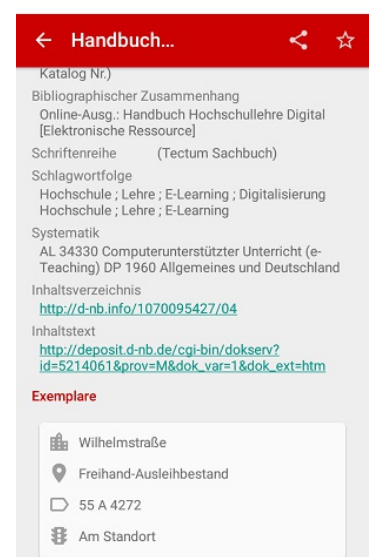 Handbuch...
Katalog Nr.)
Bibliographischer Zusammenhang
Online-Ausg.: Handbuch Hochschullehre Digital
[Elektronische Ressource]
Schriftenreihe (Tectum Sachbuch)
Schlagwortfolge
Hochschule ; Lehre ; E-Learning ; Digitalisierung
Hochschule ; Lehre ; E-Learning
Systematik
AL 34330 Computerunterstützter Unterricht (e-
Teaching) DP 1960 Allgemeines und Deutschland
Inhaltsverzeichnis
http://d-nb.info/1070095427/04
Inhaltstext
http://deposit.d-nb.de/cgi-bin/dokserv?
id=5214061&prov=M&dok_var=1&dok_ext=htm
Exemplare
Wilhelmstraße
Freihand-Ausleihbestand
55 A 4272
Am Standort